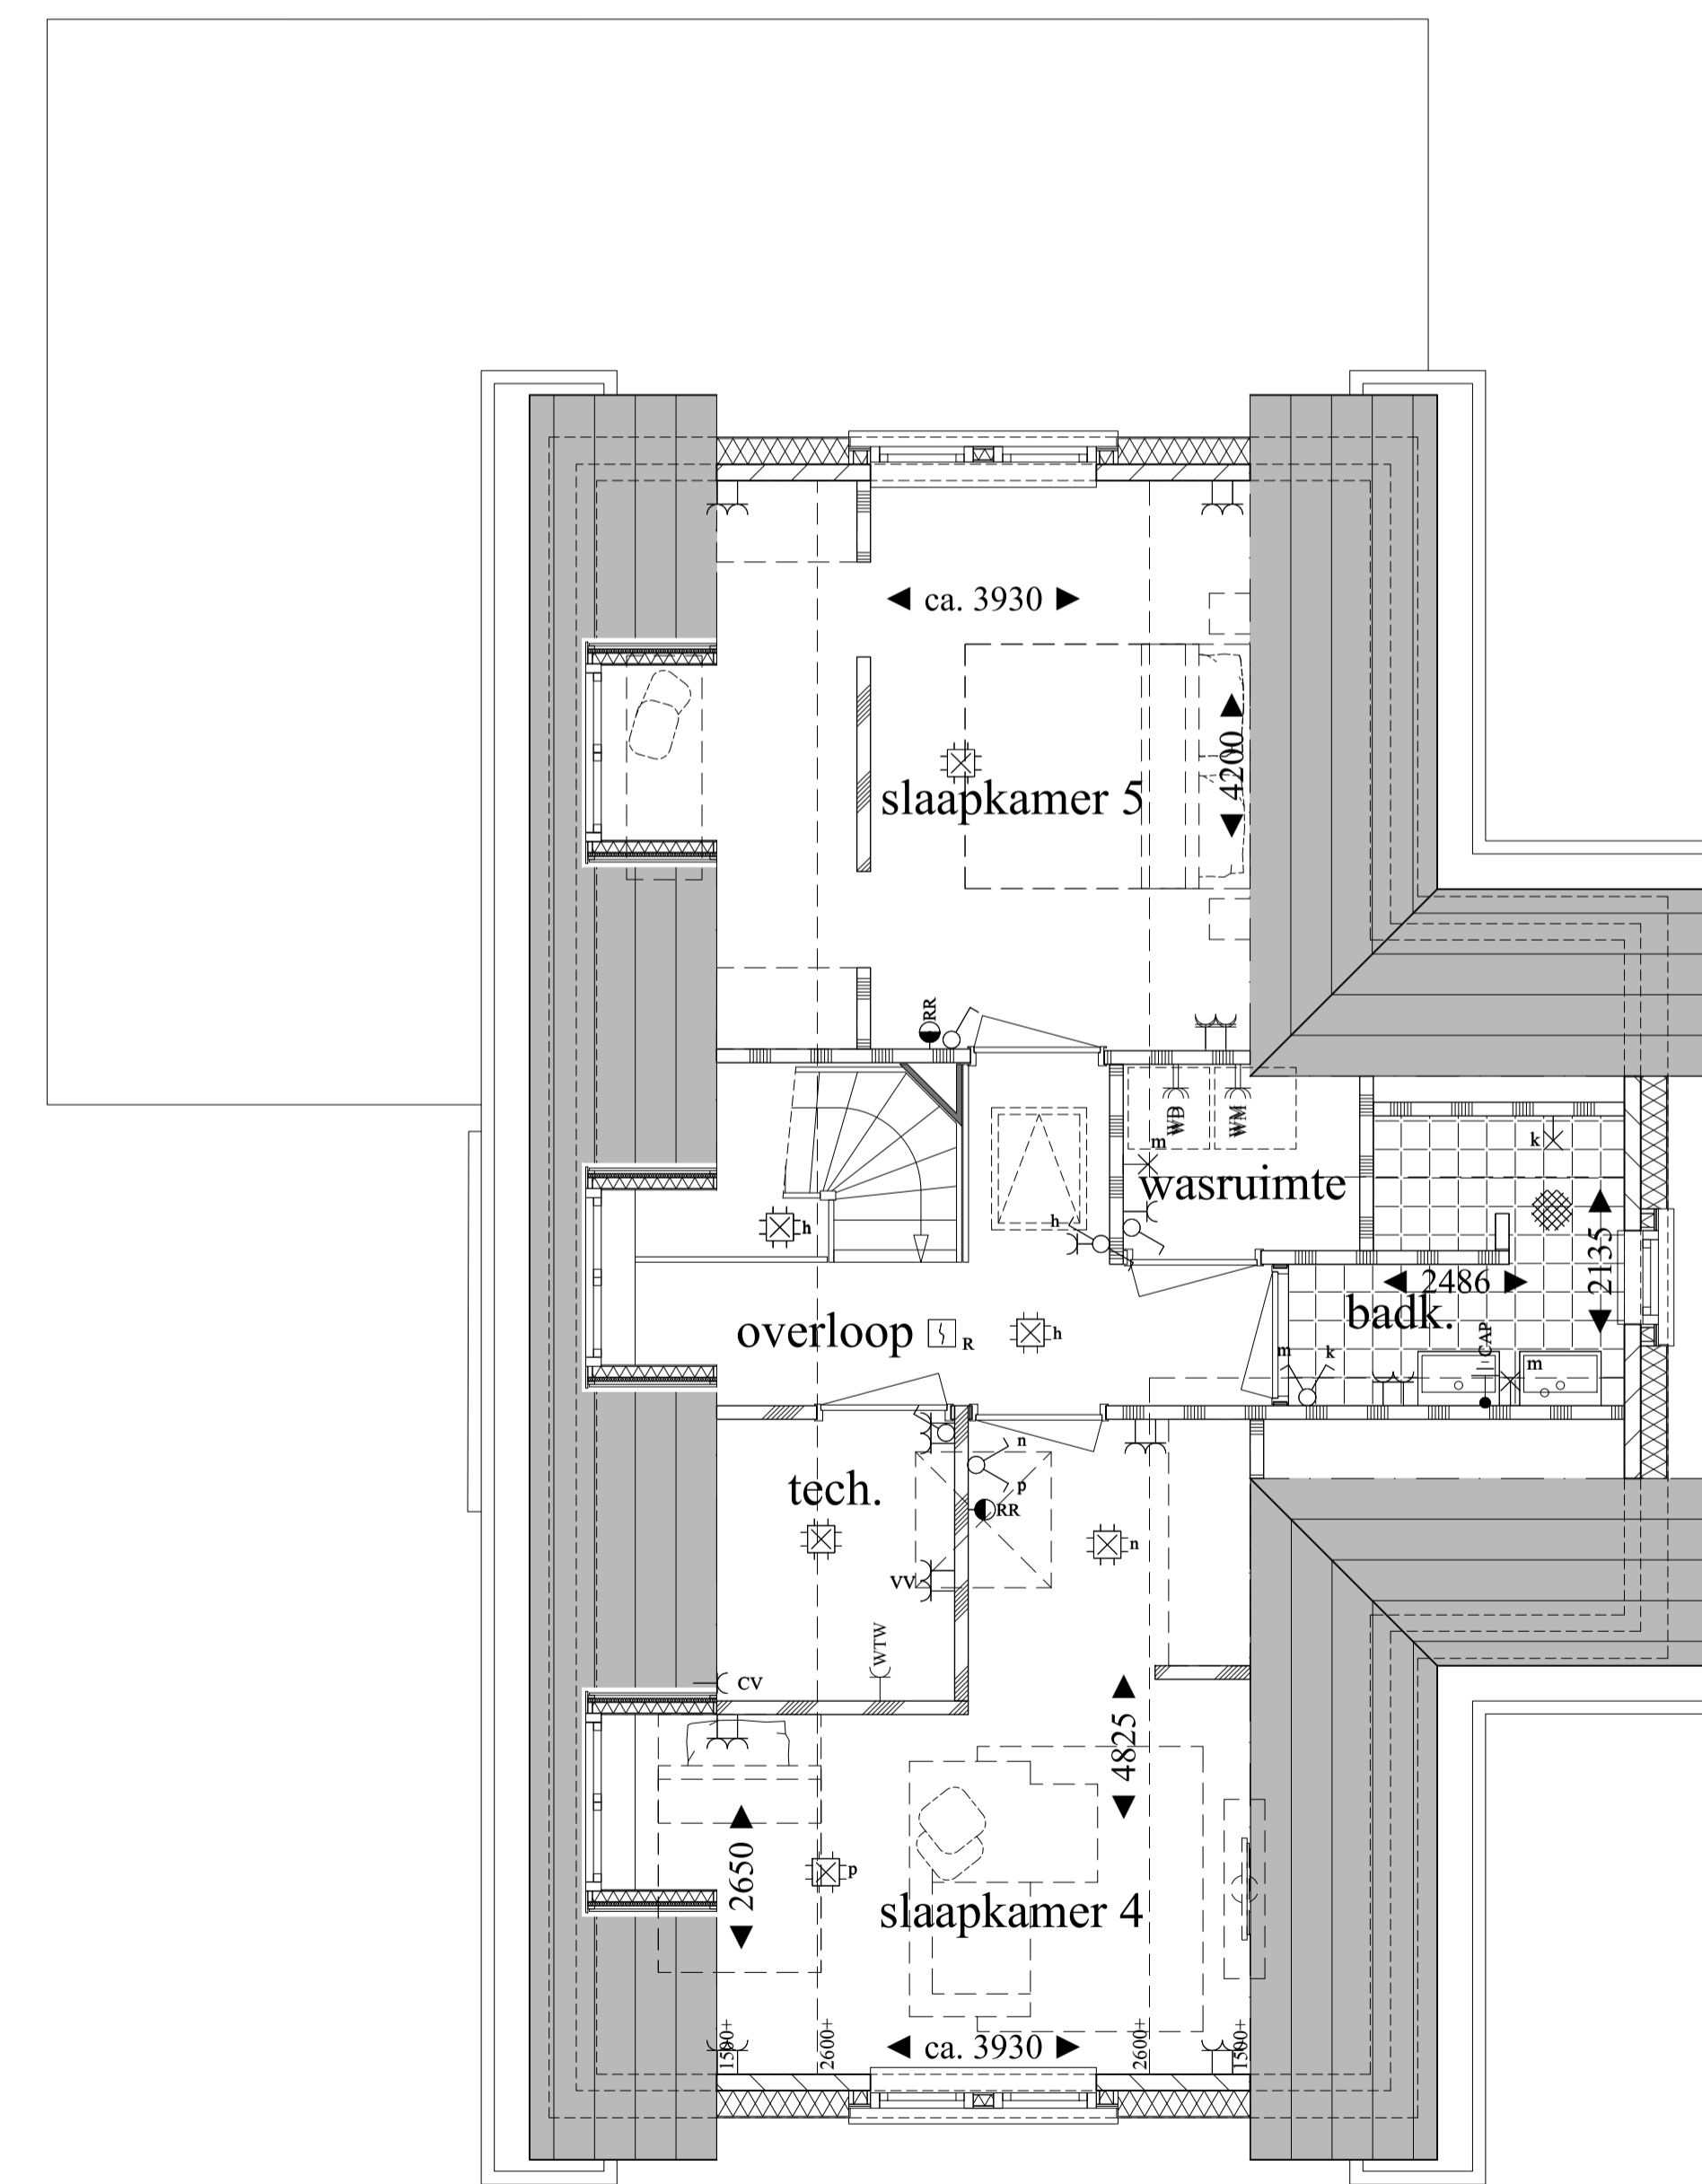 ca. 3930
4200
slaapkamer 5
RR
WD
WM
m
k
wasruimte
h
h
2135
2486
badk.
overloop
R
h
m
k
CAP
m
n
tech.
p
RR
n
VV
WTW
CV
4825
2650
p
slaapkamer 4
1500+
2600+
ca. 3930
2600+
1500+